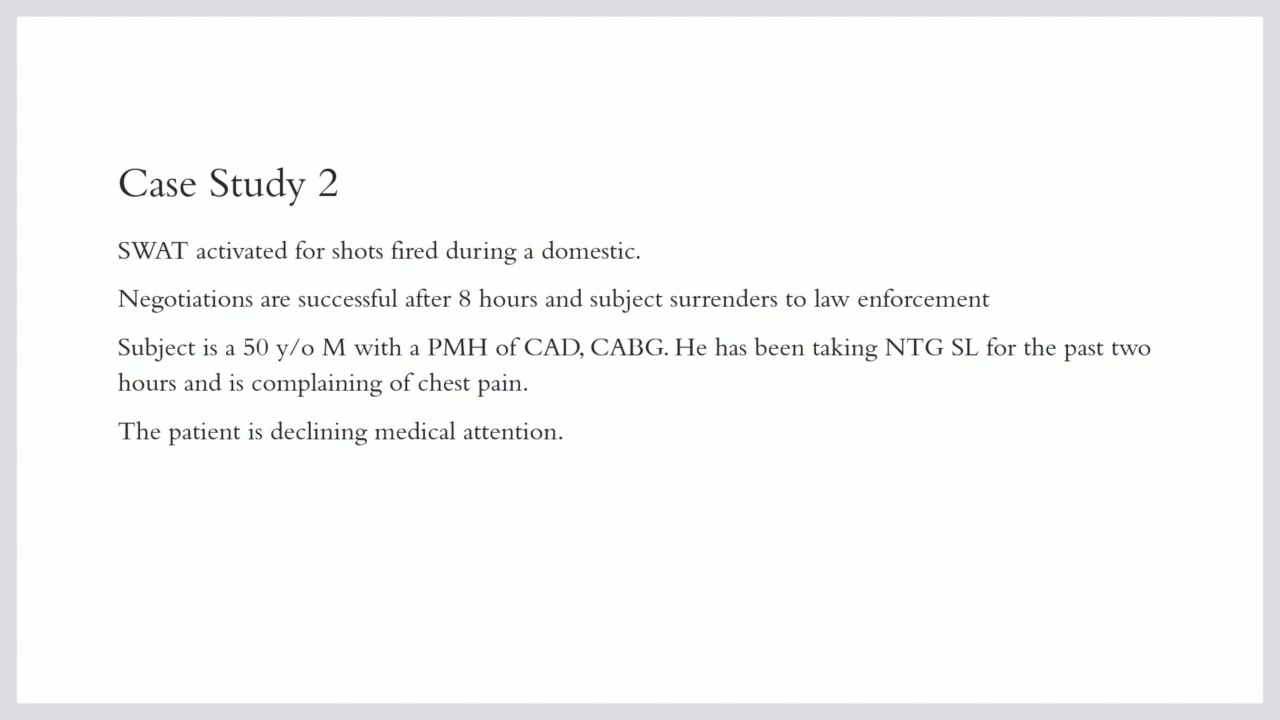 Case Study 2
SWAT activated for shots fired during a domestic.
Negotiations are successful after 8 hours and subject surrenders to law enforcement
Subject is a 50 y/o M with a PMH of CAD, CABG. He has been taking NTG SL for the past two
hours and is complaining of chest pain.
The patient is declining medical attention.